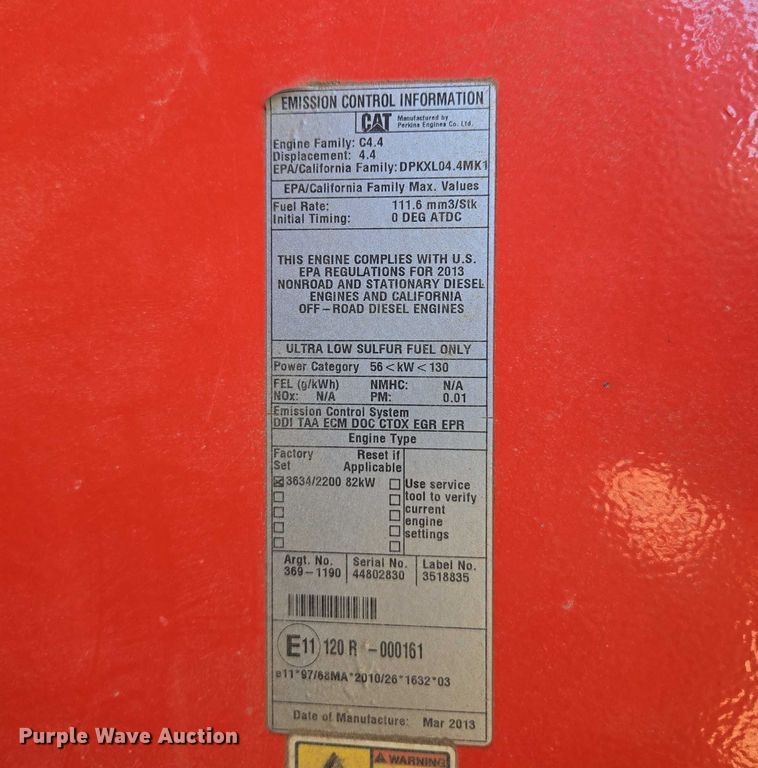 EMISSION CONTROL INFORMATION
CAT Manufactured by
Perkins Engines Co. Ltd.
Engine Family: C4.4
Displacement: 4.4
EPA/California Family: DPKXL04.4MK1
EPA/California Family Max. Values
Fuel Rate: 111.6 mm3/Stk
Initial Timing: 0 DEG ATDC
THIS ENGINE COMPLIES WITH U.S.
EPA REGULATIONS FOR 2013
NONROAD AND STATIONARY DIESEL
ENGINES AND CALIFORNIA
OFF-ROAD DIESEL ENGINES
ULTRA LOW SULFUR FUEL ONLY
Power Category 56<kW<130
FEL (g/kWh) NMHC: N/A
NOx: N/A PM: 0.01
Emission Control System
DDI TAA ECM DOC CTOX EGR EPR
Engine Type
Factory Reset if
Set Applicable
3634/2200 82kW Use service
tool to verify
current
engine
settings
Argt. No. Serial No. Label No.
369-1190 44802830 3518835
E11 120 R -000161
e11*97/68MA*2010/26*1632*03
Date of Manufacture: Mar 2013
WARNING
Purple Wave Auction